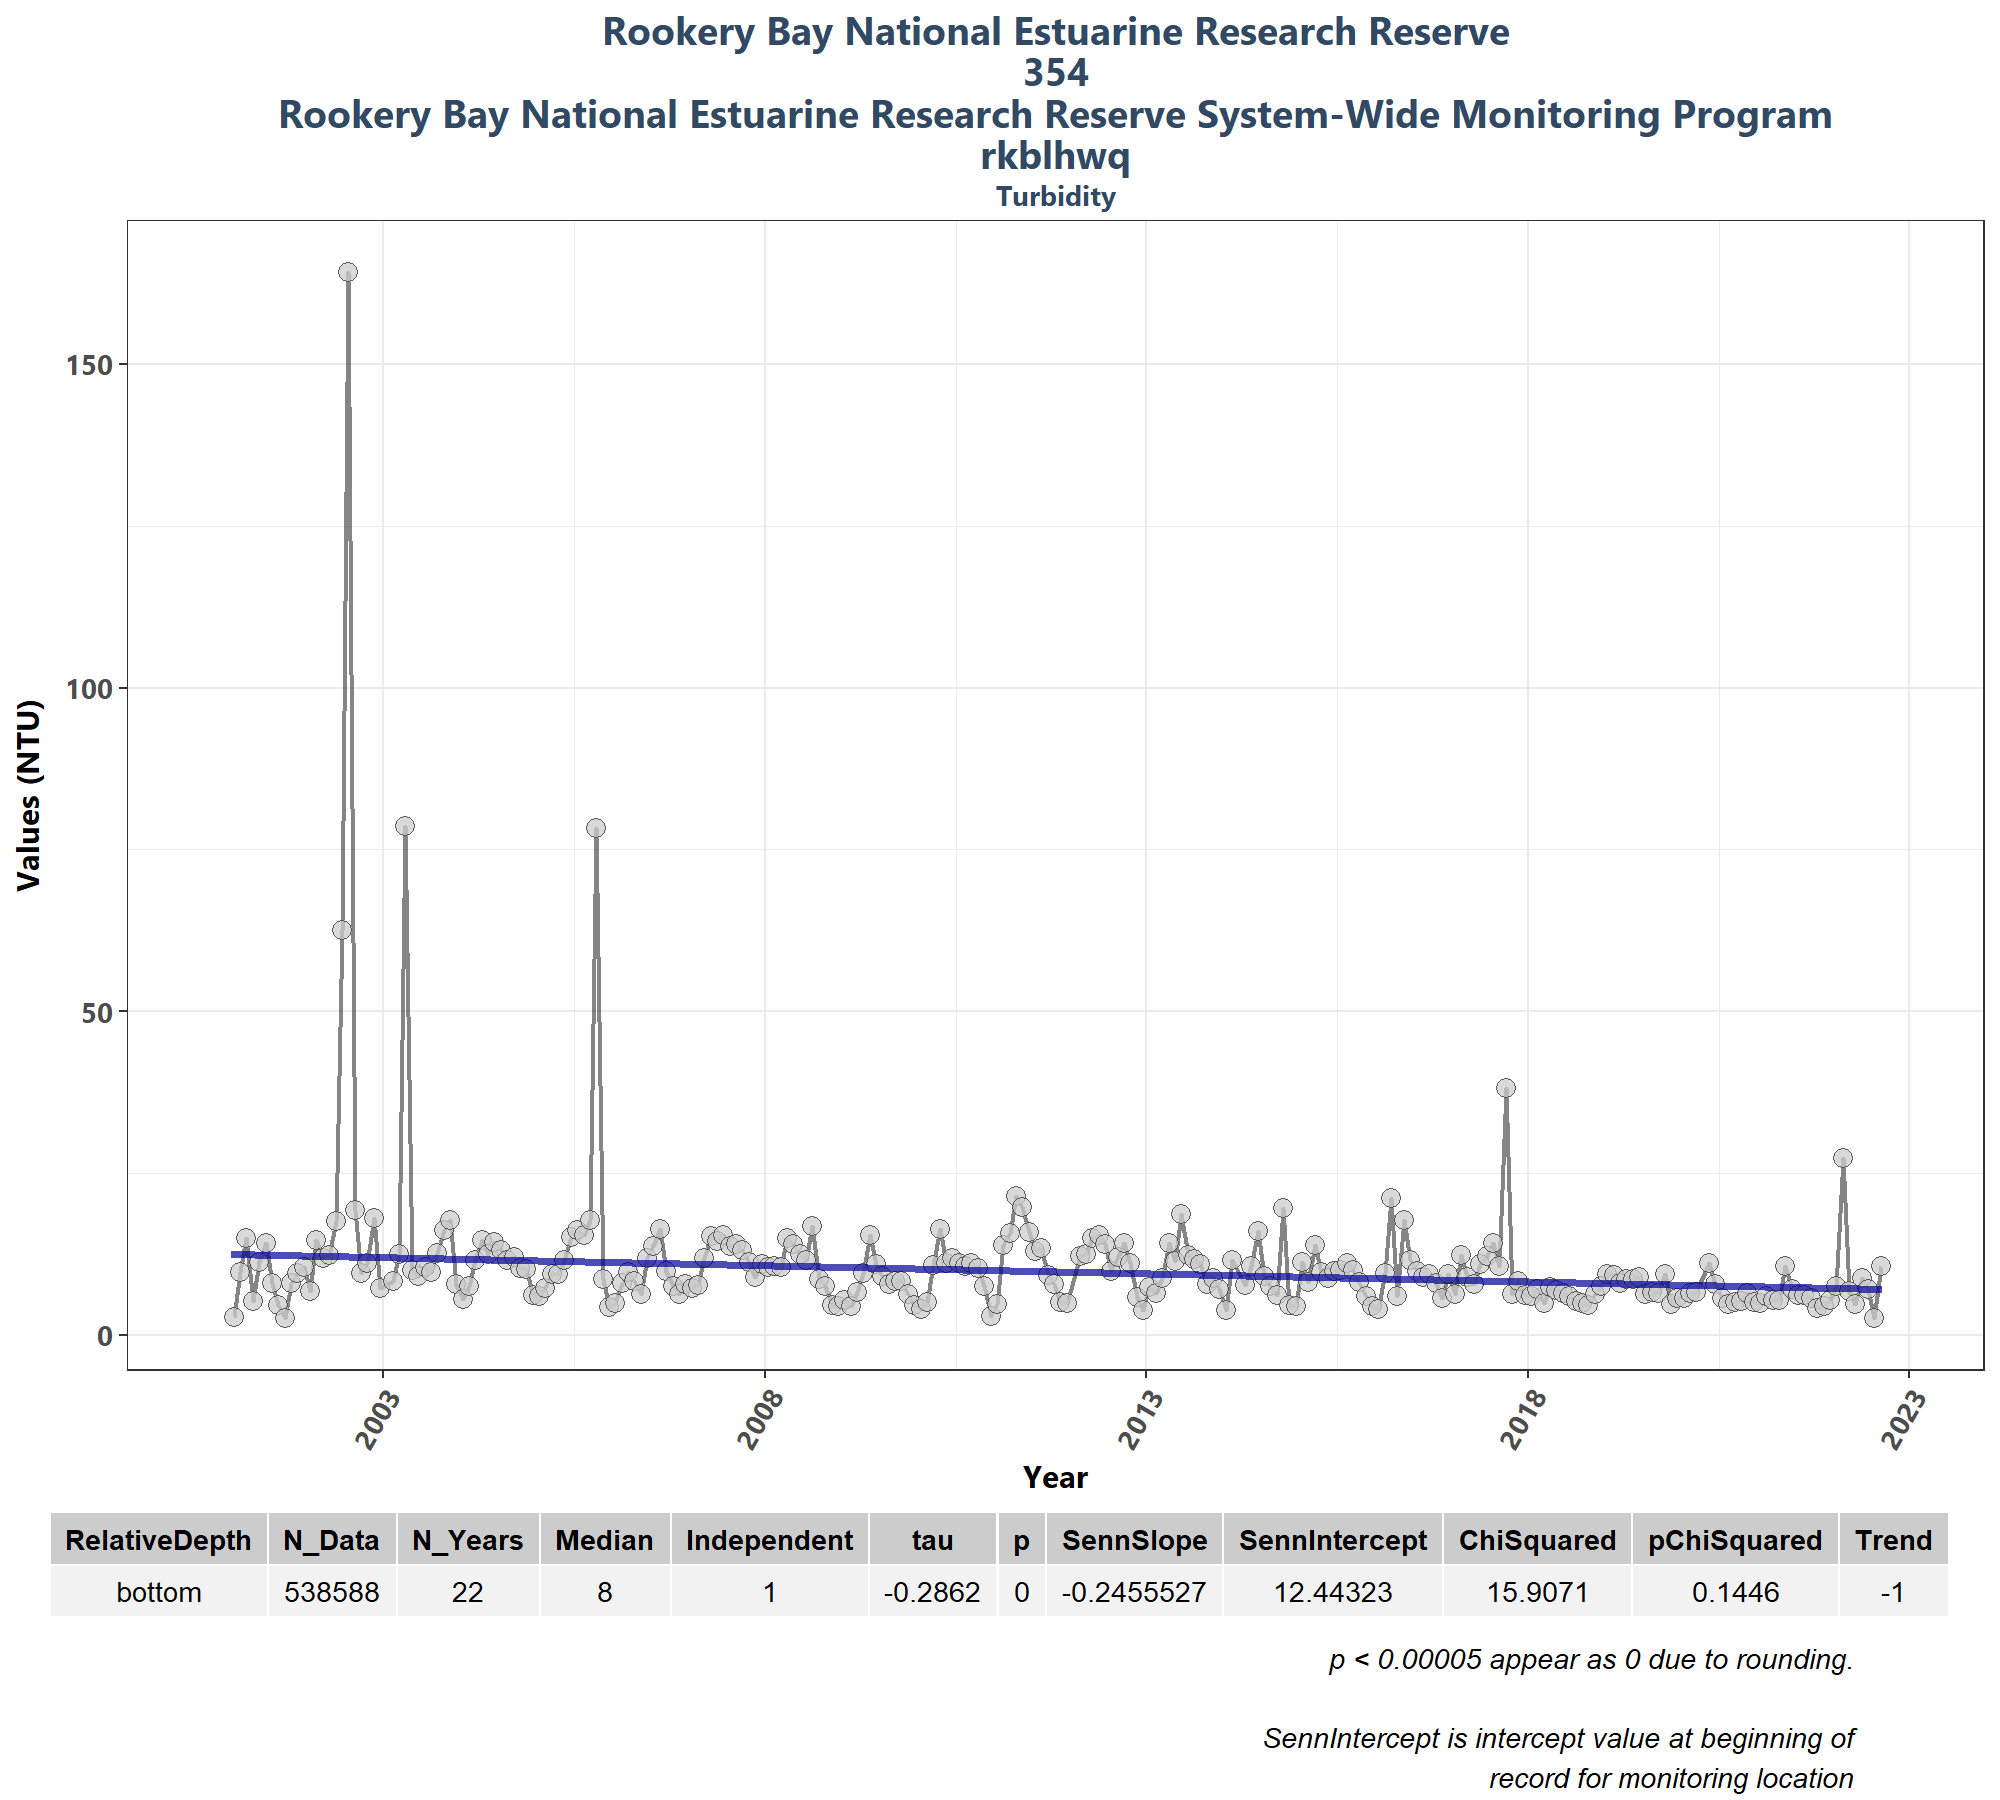 Rookery Bay National Estuarine Research Reserve
354
Rookery Bay National Estuarine Research Reserve System-Wide Monitoring Program
rkblhwq
Turbidity
150
100
50
0
Values (NTU)
2003 2008 2013 2018 2023
Year
RelativeDepth N_Data N_Years Median Independent tau p SennSlope SennIntercept ChiSquared pChiSquared Trend
bottom 538588 22 8 1 -0.2862 0 -0.2455527 12.44323 15.9071 0.1446 -1
p < 0.00005 appear as 0 due to rounding.
SennIntercept is intercept value at beginning of
record for monitoring location